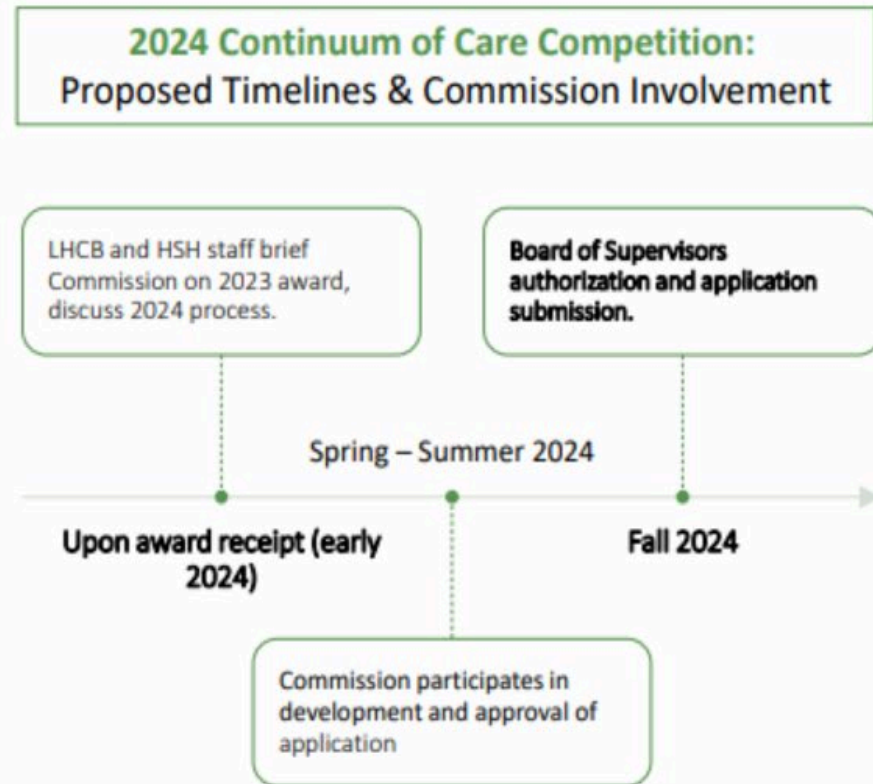 2024 Continuum of Care Competition:
Proposed Timelines & Commission Involvement
LHCB and HSH staff brief
Commission on 2023 award,
discuss 2024 process.
Board of Supervisors
authorization and application
submission.
Spring – Summer 2024
Upon award receipt (early
2024)
Fall 2024
Commission participates in
development and approval of
application